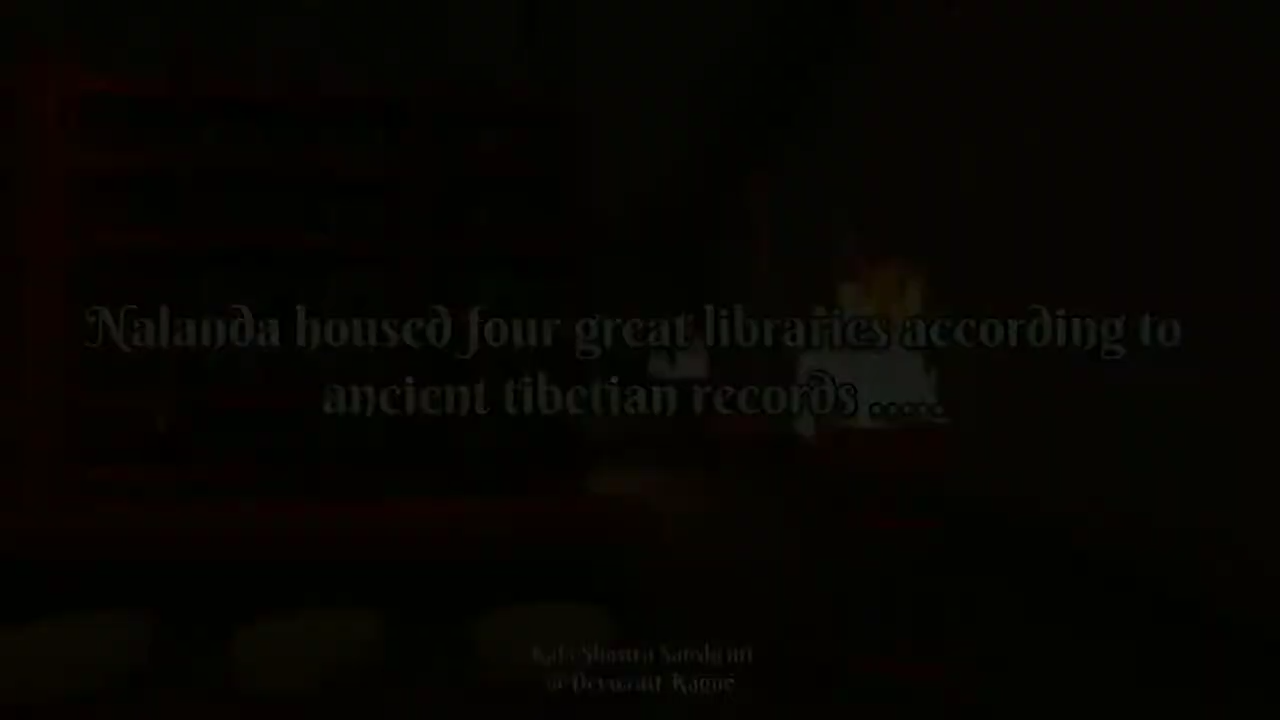 Nalanda housed four great libraries according to
ancient tibetian records .....